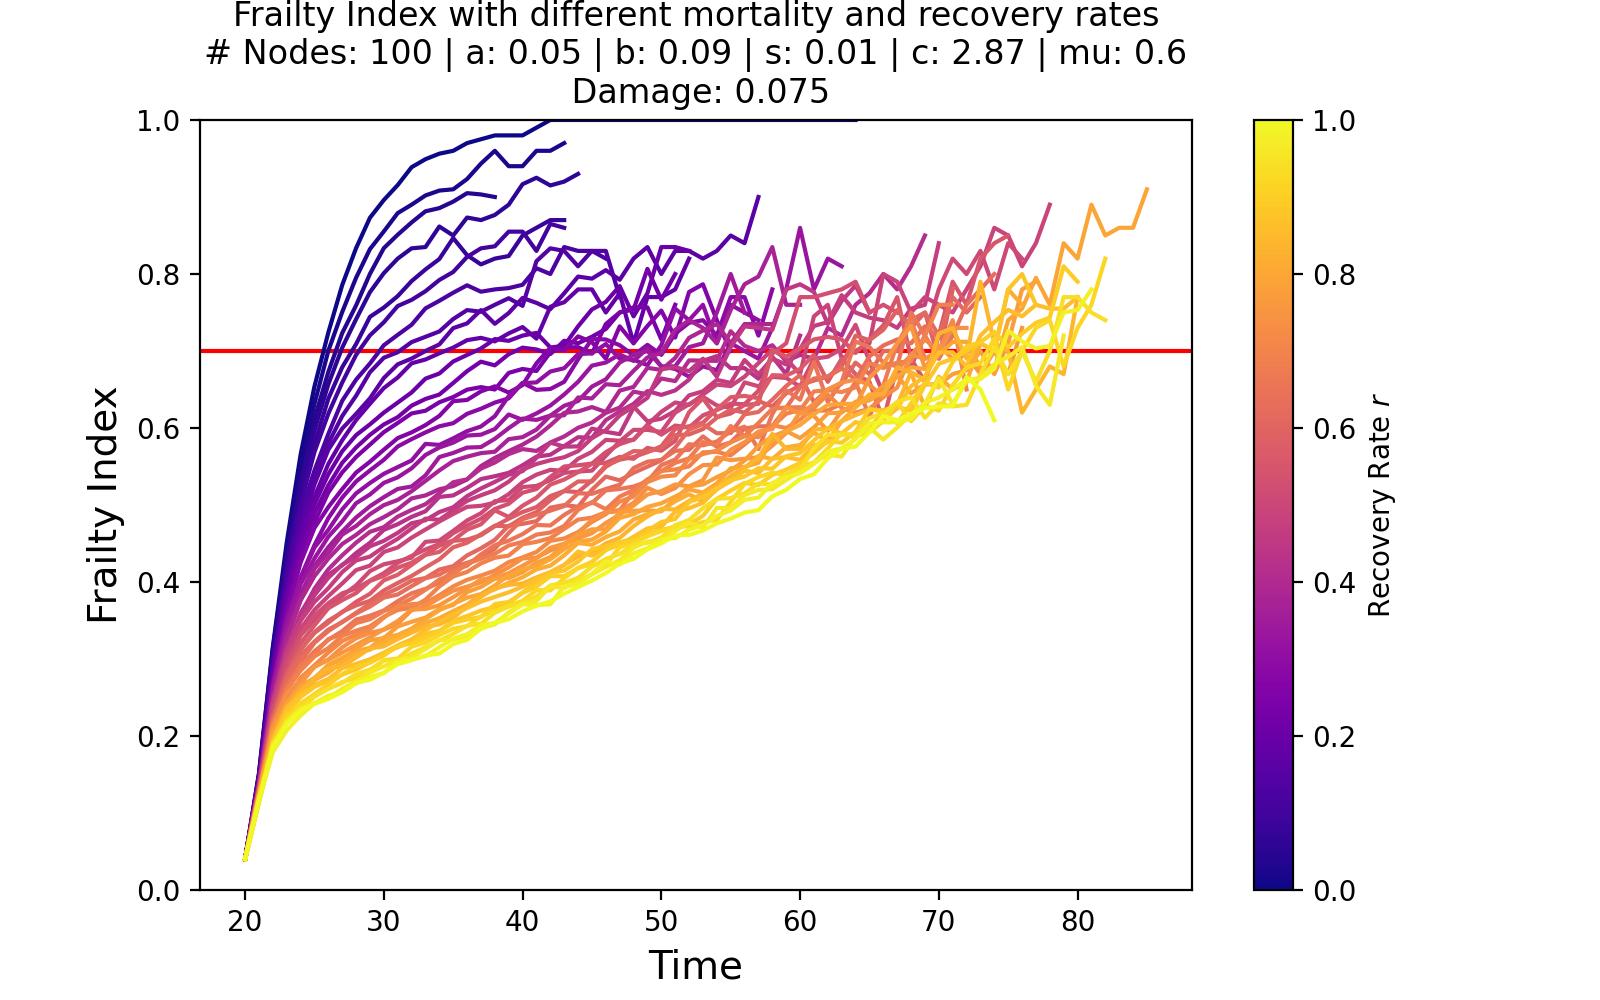 Frailty Index with different mortality and recovery rates
# Nodes: 100 | a: 0.05 | b: 0.09 | s: 0.01 | c: 2.87 | mu: 0.6
Damage: 0.075
1.0
0.8
0.6
0.4
0.2
0.0
Frailty Index
20 30 40 50 60 70 80
Time
1.0
0.8
0.6
0.4
0.2
0.0
Recovery Rate r